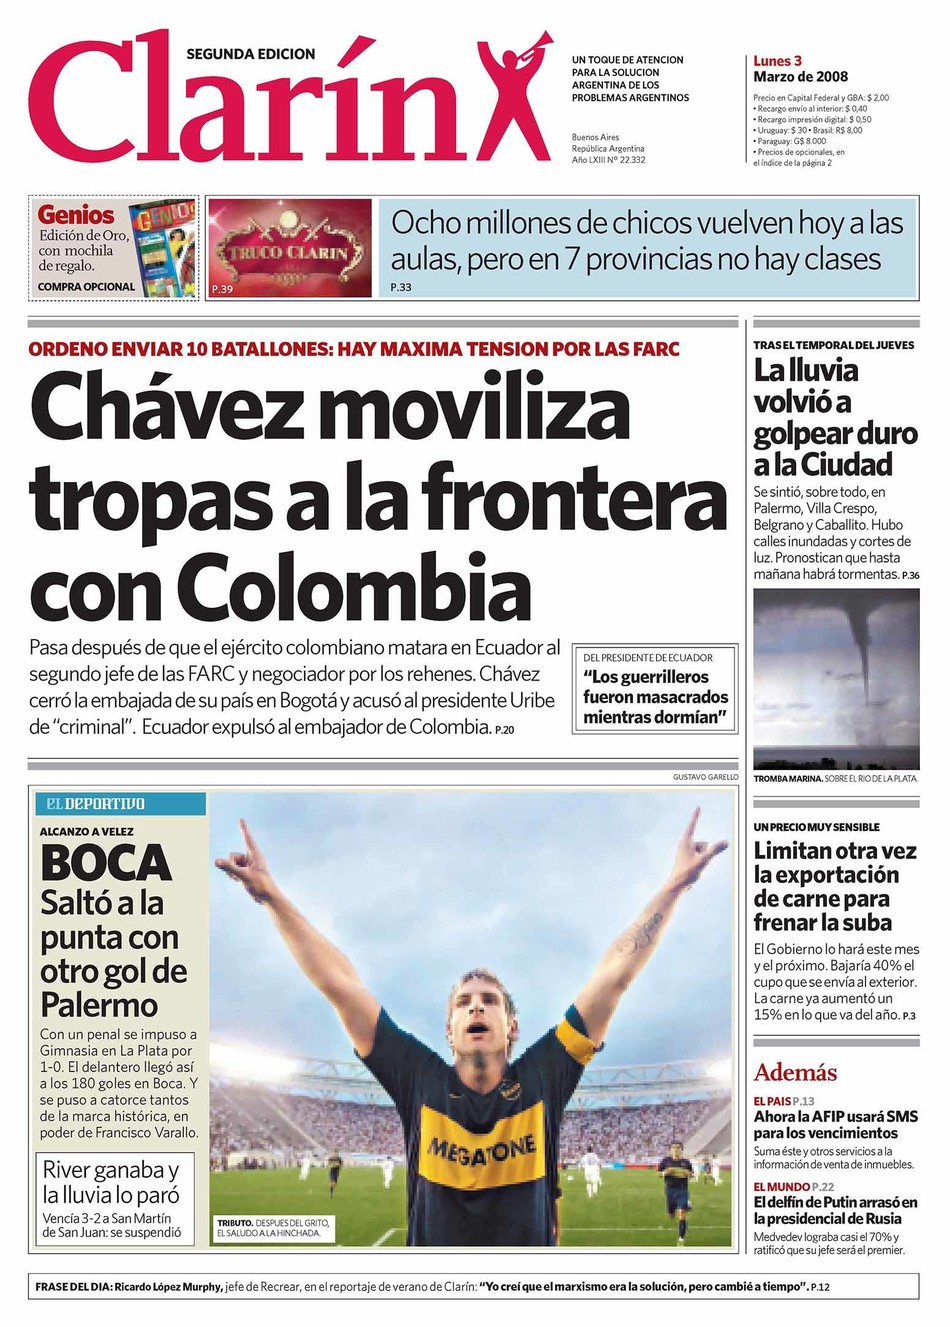 SEGUNDA EDICION
Clarín
UN TOQUE DE ATENCION
PARA LA SOLUCION
ARGENTINA DE LOS
PROBLEMAS ARGENTINOS
Buenos Aires
República Argentina
Año LXIII Nº 22.332
Lunes 3
Marzo de 2008
Precio en Capital Federal y GBA: $ 2,00
• Recargo envío al interior: $ 0,40
• Recargo impresión digital: $ 0,50
• Uruguay: $ 30 • Brasil: R$ 8,00
• Paraguay: G$ 8.000
• Precios de opcionales, en
el índice de la página 2
Genios
Edición de Oro,
con mochila
de regalo.
COMPRA OPCIONAL
GENIOS
TRUCO CLARIN
P.39
Ocho millones de chicos vuelven hoy a las
aulas, pero en 7 provincias no hay clases
P.33
ORDENO ENVIAR 10 BATALLONES: HAY MAXIMA TENSION POR LAS FARC
Chávez moviliza
tropas a la frontera
con Colombia
Pasa después de que el ejército colombiano matara en Ecuador al
segundo jefe de las FARC y negociador por los rehenes. Chávez
cerró la embajada de su país en Bogotá y acusó al presidente Uribe
de “criminal”. Ecuador expulsó al embajador de Colombia. P.20
DEL PRESIDENTE DE ECUADOR
“Los guerrilleros
fueron masacrados
mientras dormían”
TRAS EL TEMPORAL DEL JUEVES
La lluvia
volvió a
golpear duro
a la Ciudad
Se sintió, sobre todo, en
Palermo, Villa Crespo,
Belgrano y Caballito. Hubo
calles inundadas y cortes de
luz. Pronostican que hasta
mañana habrá tormentas. P.36
TROMBA MARINA. SOBRE EL RIO DE LA PLATA.
UN PRECIO MUY SENSIBLE
Limitan otra vez
la exportación
de carne para
frenar la suba
El Gobierno lo hará este mes
y el próximo. Bajaría 40% el
cupo que se envía al exterior.
La carne ya aumentó un
15% en lo que va del año. P.3
Además
EL PAIS P.13
Ahora la AFIP usará SMS
para los vencimientos
Suma éste y otros servicios a la
información de venta de inmuebles.
EL MUNDO P.22
El delfín de Putin arrasó en
la presidencial de Rusia
Medvedev lograba casi el 70% y
ratificó que su jefe será el premier.
GUSTAVO GARELLO
EL DEPORTIVO
ALCANZO A VELEZ
BOCA
Saltó a la
punta con
otro gol de
Palermo
Con un penal se impuso a
Gimnasia en La Plata por
1-0. El delantero llegó así
a los 180 goles en Boca. Y
se puso a catorce tantos
de la marca histórica, en
poder de Francisco Varallo.
River ganaba y
la lluvia lo paró
Vencía 3-2 a San Martín
de San Juan: se suspendió
MEGATONE
TRIBUTO. DESPUES DEL GRITO,
EL SALUDO A LA HINCHADA.
FRASE DEL DIA: Ricardo López Murphy, jefe de Recrear, en el reportaje de verano de Clarín: “Yo creí que el marxismo era la solución, pero cambié a tiempo”. P.12